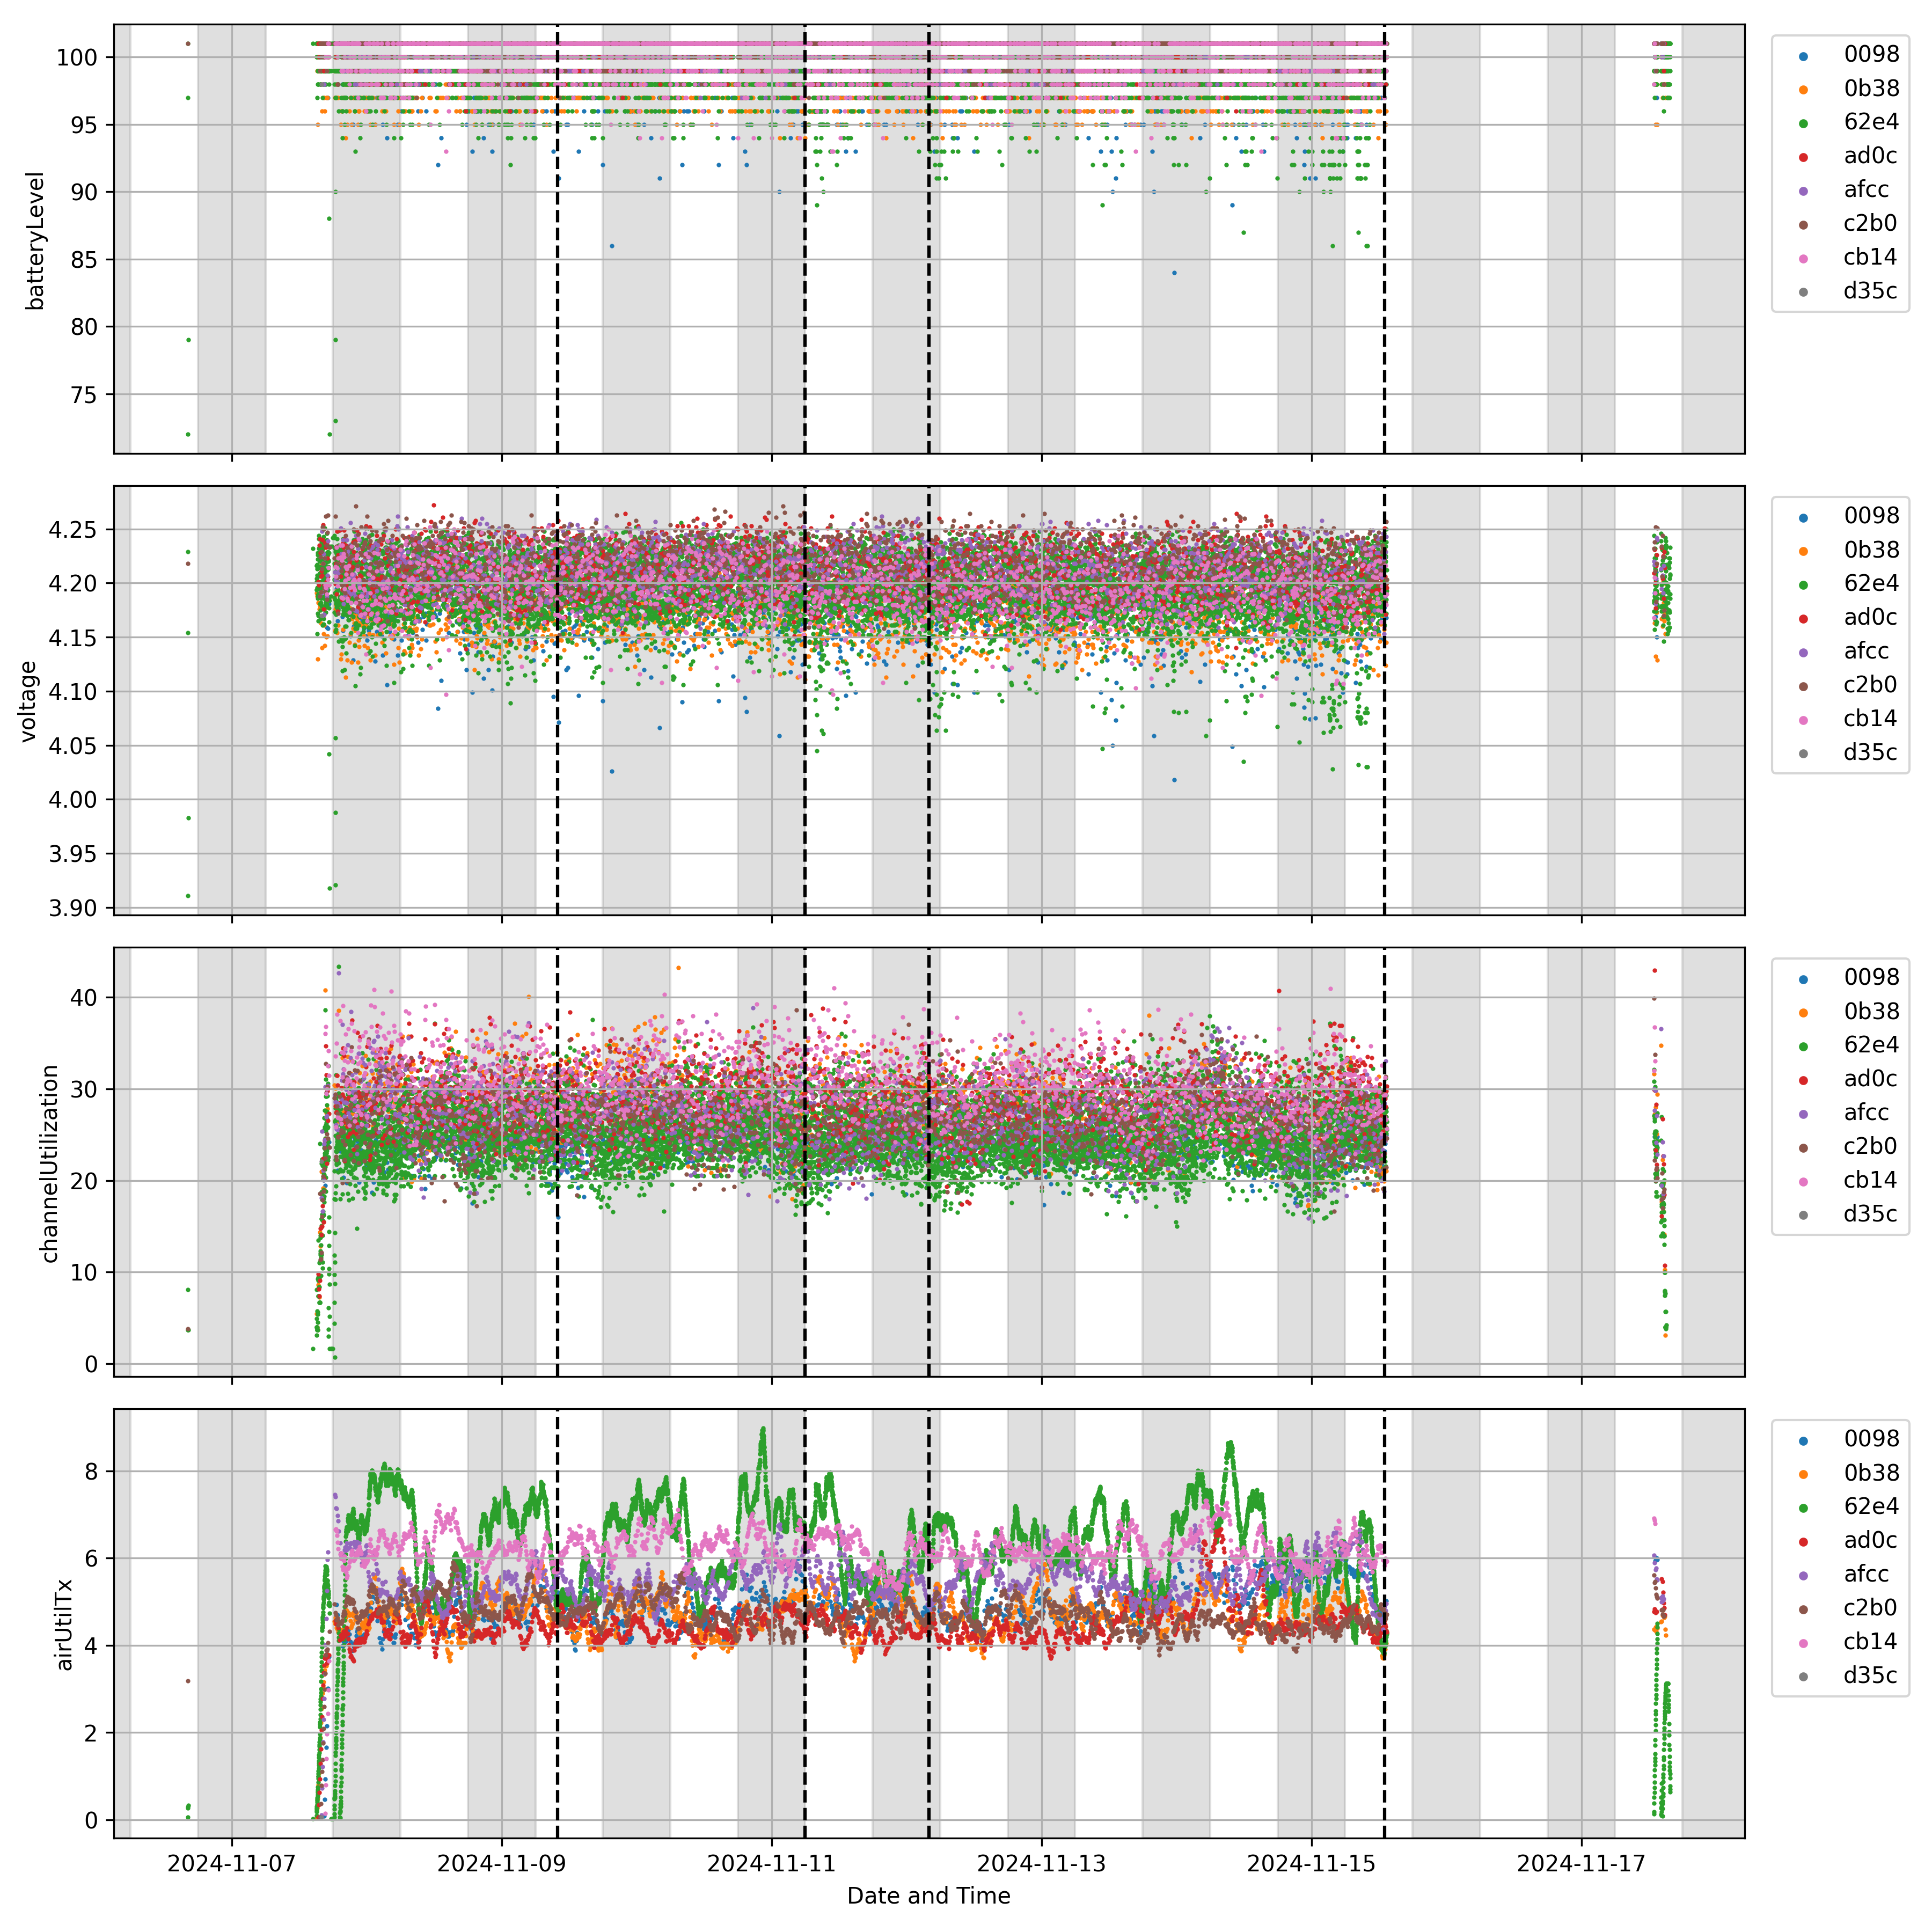 batteryLevel
100
95
90
85
80
75
0098
0b38
62e4
ad0c
afcc
c2b0
cb14
d35c
voltage
4.25
4.20
4.15
4.10
4.05
4.00
3.95
3.90
0098
0b38
62e4
ad0c
afcc
c2b0
cb14
d35c
channelUtilization
40
30
20
10
0
0098
0b38
62e4
ad0c
afcc
c2b0
cb14
d35c
airUtilTx
8
6
4
2
0
0098
0b38
62e4
ad0c
afcc
c2b0
cb14
d35c
2024-11-07 2024-11-09 2024-11-11 2024-11-13 2024-11-15 2024-11-17
Date and Time